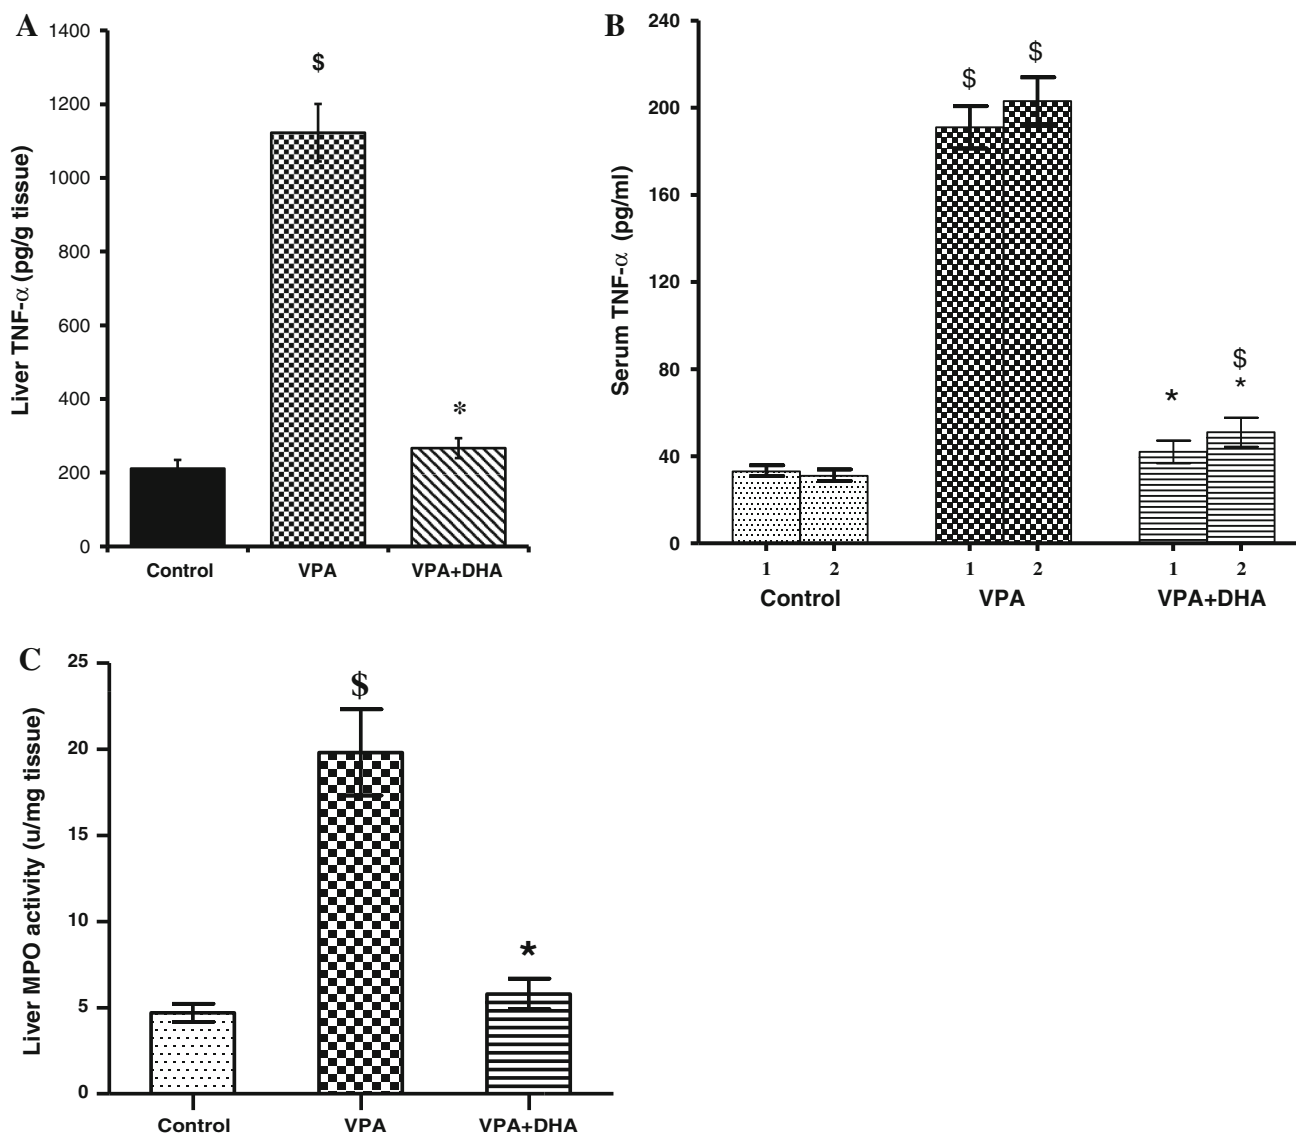 A
Liver TNF-α (pg/g tissue)
1400
1200
1000
800
600
400
200
0
$
*
Control VPA VPA+DHA
B
Serum TNF-α (pg/ml)
240
200
160
120
80
40
0
$ $
* $
*
1 2 1 2 1 2
Control VPA VPA+DHA
C
Liver MPO activity (u/mg tissue)
25
20
15
10
5
0
$
*
Control VPA VPA+DHA